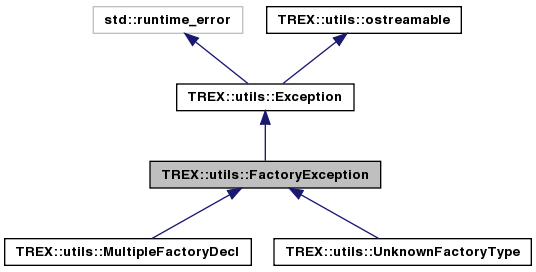 std::runtime_error
TREX::utils::ostreamable
TREX::utils::Exception
TREX::utils::FactoryException
TREX::utils::MultipleFactoryDecl
TREX::utils::UnknownFactoryType